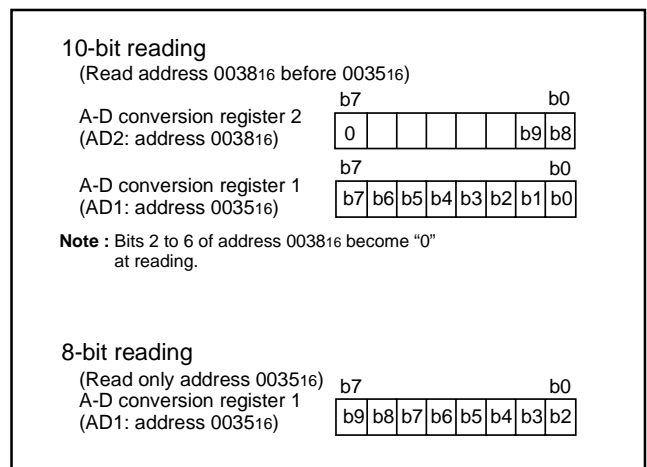 10-bit reading
(Read address 003816 before 003516)
b7 b0
A-D conversion register 2
(AD2: address 003816)
0 b9 b8
b7 b0
A-D conversion register 1
(AD1: address 003516)
b7 b6 b5 b4 b3 b2 b1 b0
Note : Bits 2 to 6 of address 003816 become “0”
at reading.
8-bit reading
(Read only address 003516)
b7 b0
A-D conversion register 1
(AD1: address 003516)
b9 b8 b7 b6 b5 b4 b3 b2